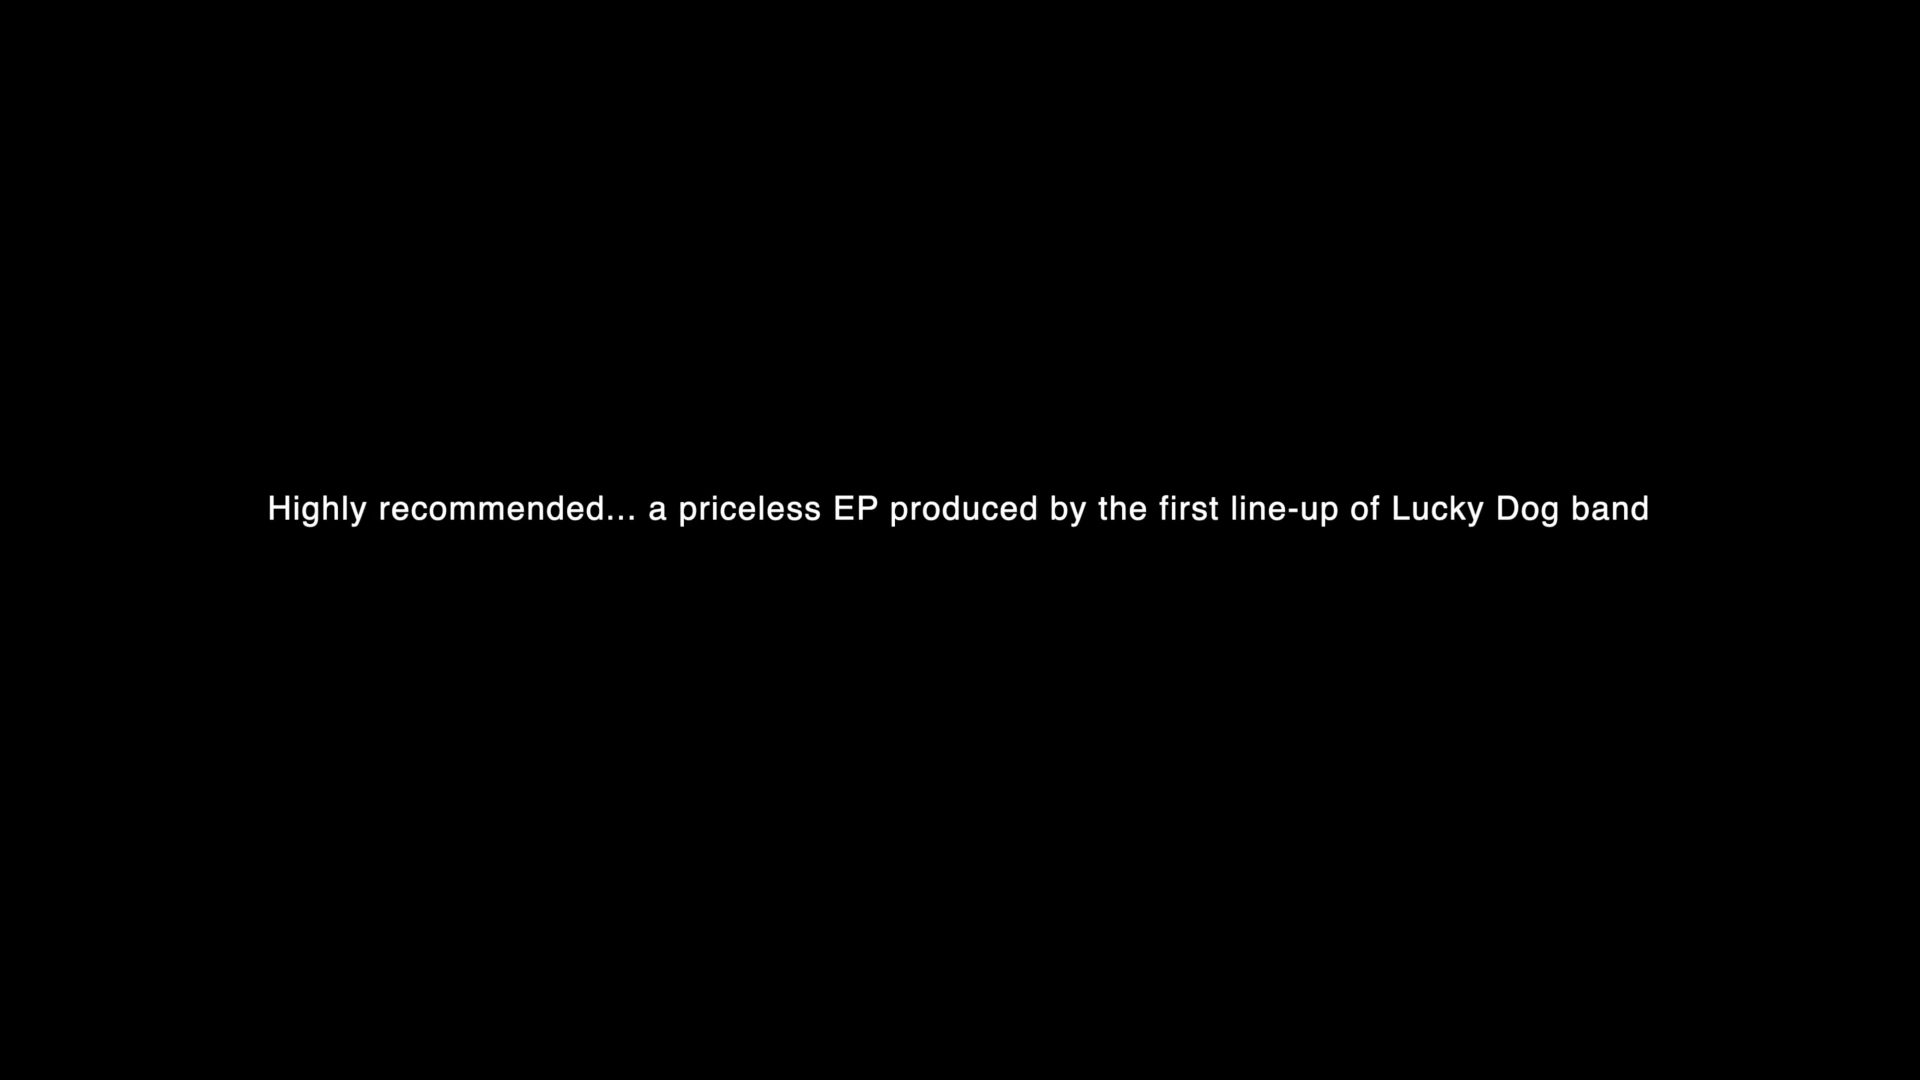 Highly recommended... a priceless EP produced by the first line-up of Lucky Dog band